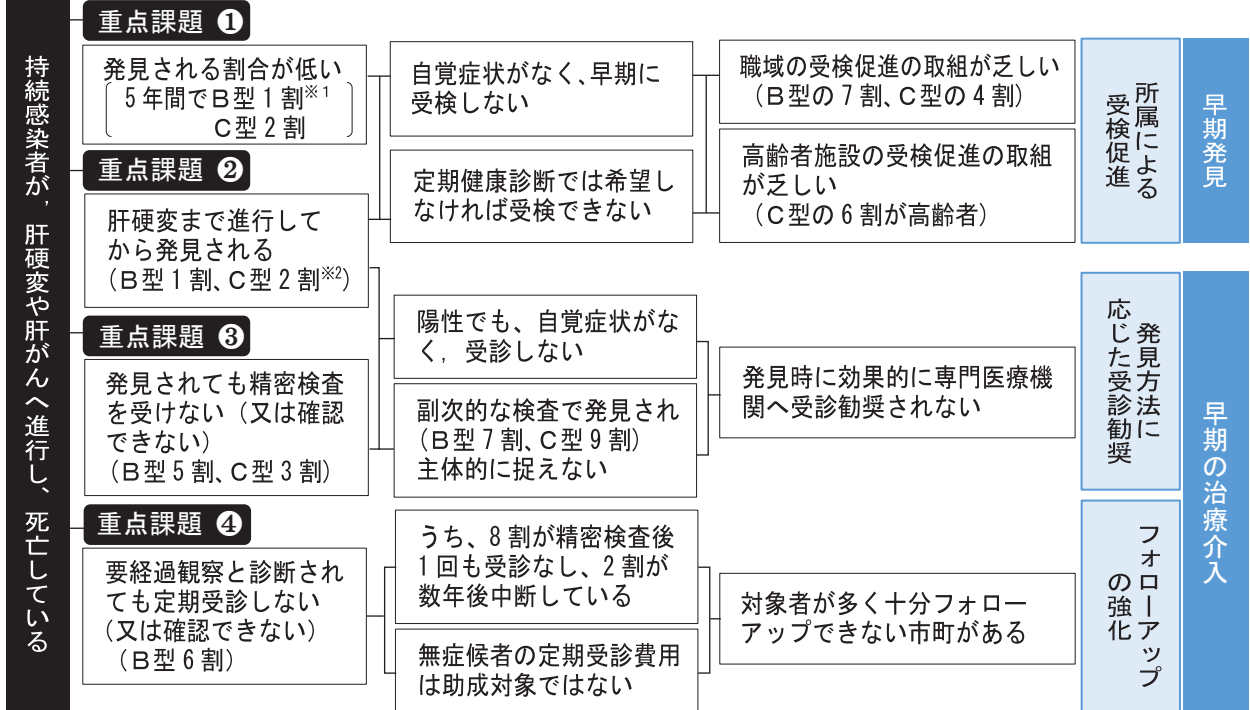 持続感染者が，肝硬変や肝がんへ進行し、死亡している
重点課題 ❶
発見される割合が低い
５年間でＢ型１割※1
Ｃ型２割
自覚症状がなく、早期に
受検しない
職域の受検促進の取組が乏しい
（Ｂ型の７割、Ｃ型の４割）
重点課題 ❷
肝硬変まで進行して
から発見される
（Ｂ型１割、Ｃ型２割※2）
定期健康診断では希望し
なければ受検できない
高齢者施設の受検促進の取組
が乏しい
（Ｃ型の６割が高齢者）
所属による
受検促進
早期発見
重点課題 ❸
発見されても精密検査
を受けない（又は確認
できない）
（Ｂ型５割、Ｃ型３割）
陽性でも、自覚症状がな
く，受診しない
副次的な検査で発見され
（Ｂ型７割、Ｃ型９割）
主体的に捉えない
発見時に効果的に専門医療機
関へ受診勧奨されない
発見方法に
応じた受診勧奨
重点課題 ❹
要経過観察と診断され
ても定期受診しない
（又は確認できない）
（Ｂ型６割）
うち、８割が精密検査後
１回も受診なし、２割が
数年後中断している
無症候者の定期受診費用
は助成対象ではない
対象者が多く十分フォロー
アップできない市町がある
フォローアップ
の強化
早期の治療介入